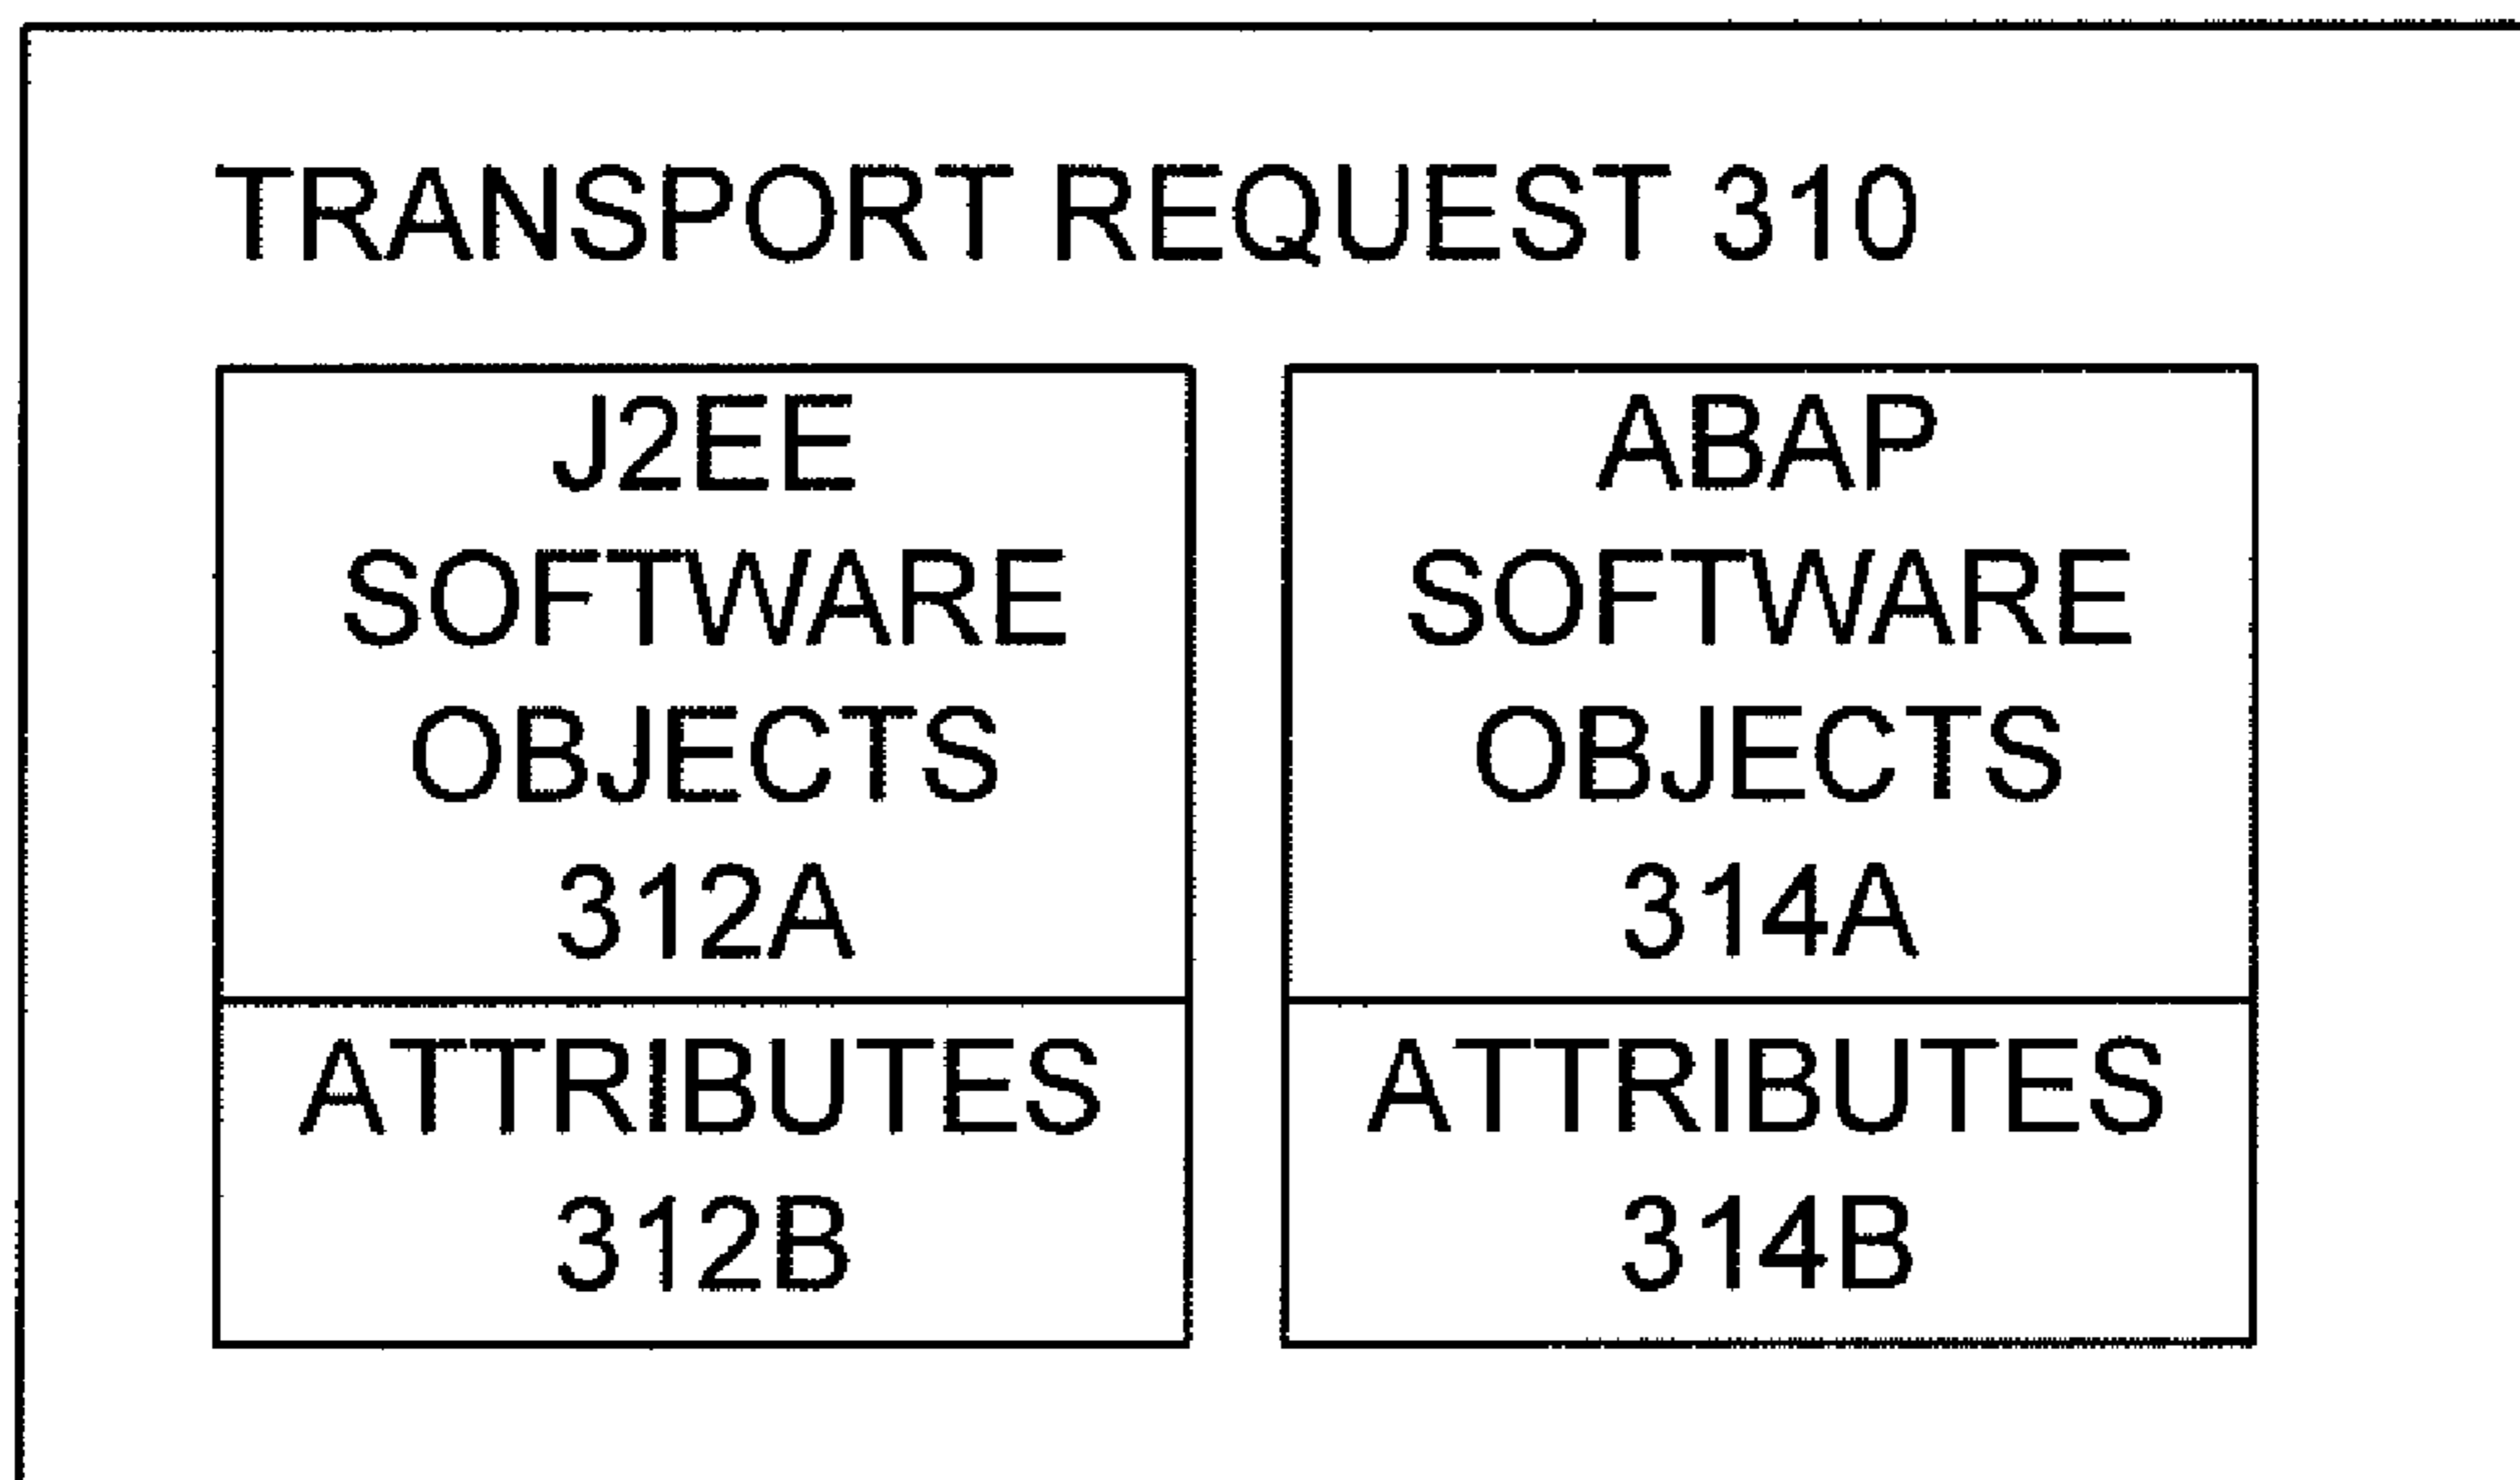 TRANSPORT REQUEST 310
J2EE
SOFTWARE
OBJECTS
312A
ATTRIBUTES
312B
ABAP
SOFTWARE
OBJECTS
314A
ATTRIBUTES
314B